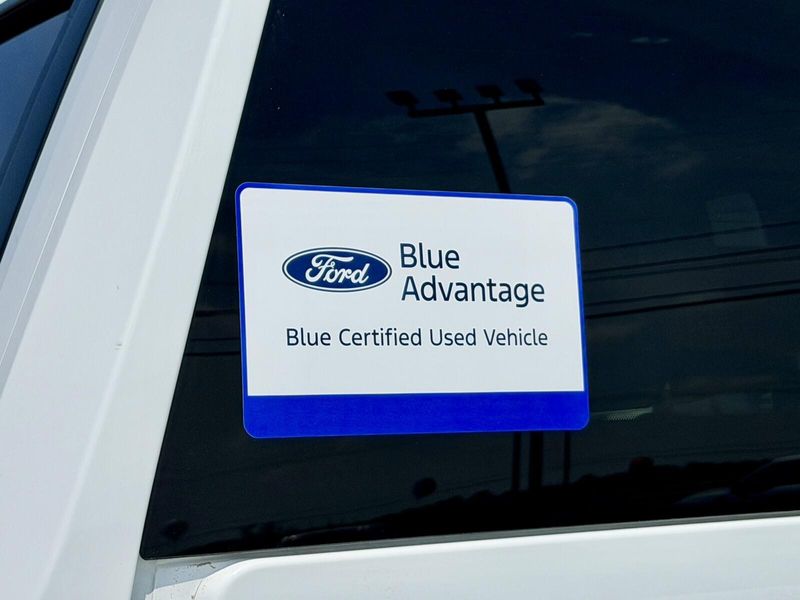 Ford
Blue
Advantage
Blue Certified Used Vehicle